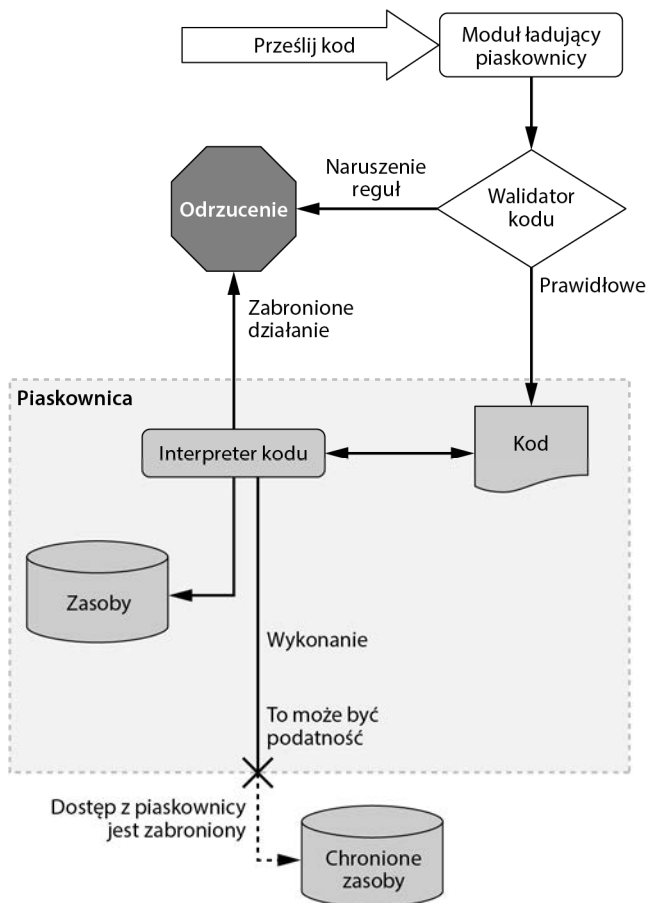 Prześlij kod
Moduł ładujący
piaskownicy
Naruszenie
reguł
Odrzucenie
Walidator
kodu
Prawidłowe
Zabronione
działanie
Piaskownica
Interpreter kodu
Kod
Zasoby
Wykonanie
To może być
podatność
Dostęp z piaskownicy
jest zabroniony
Chronione
zasoby